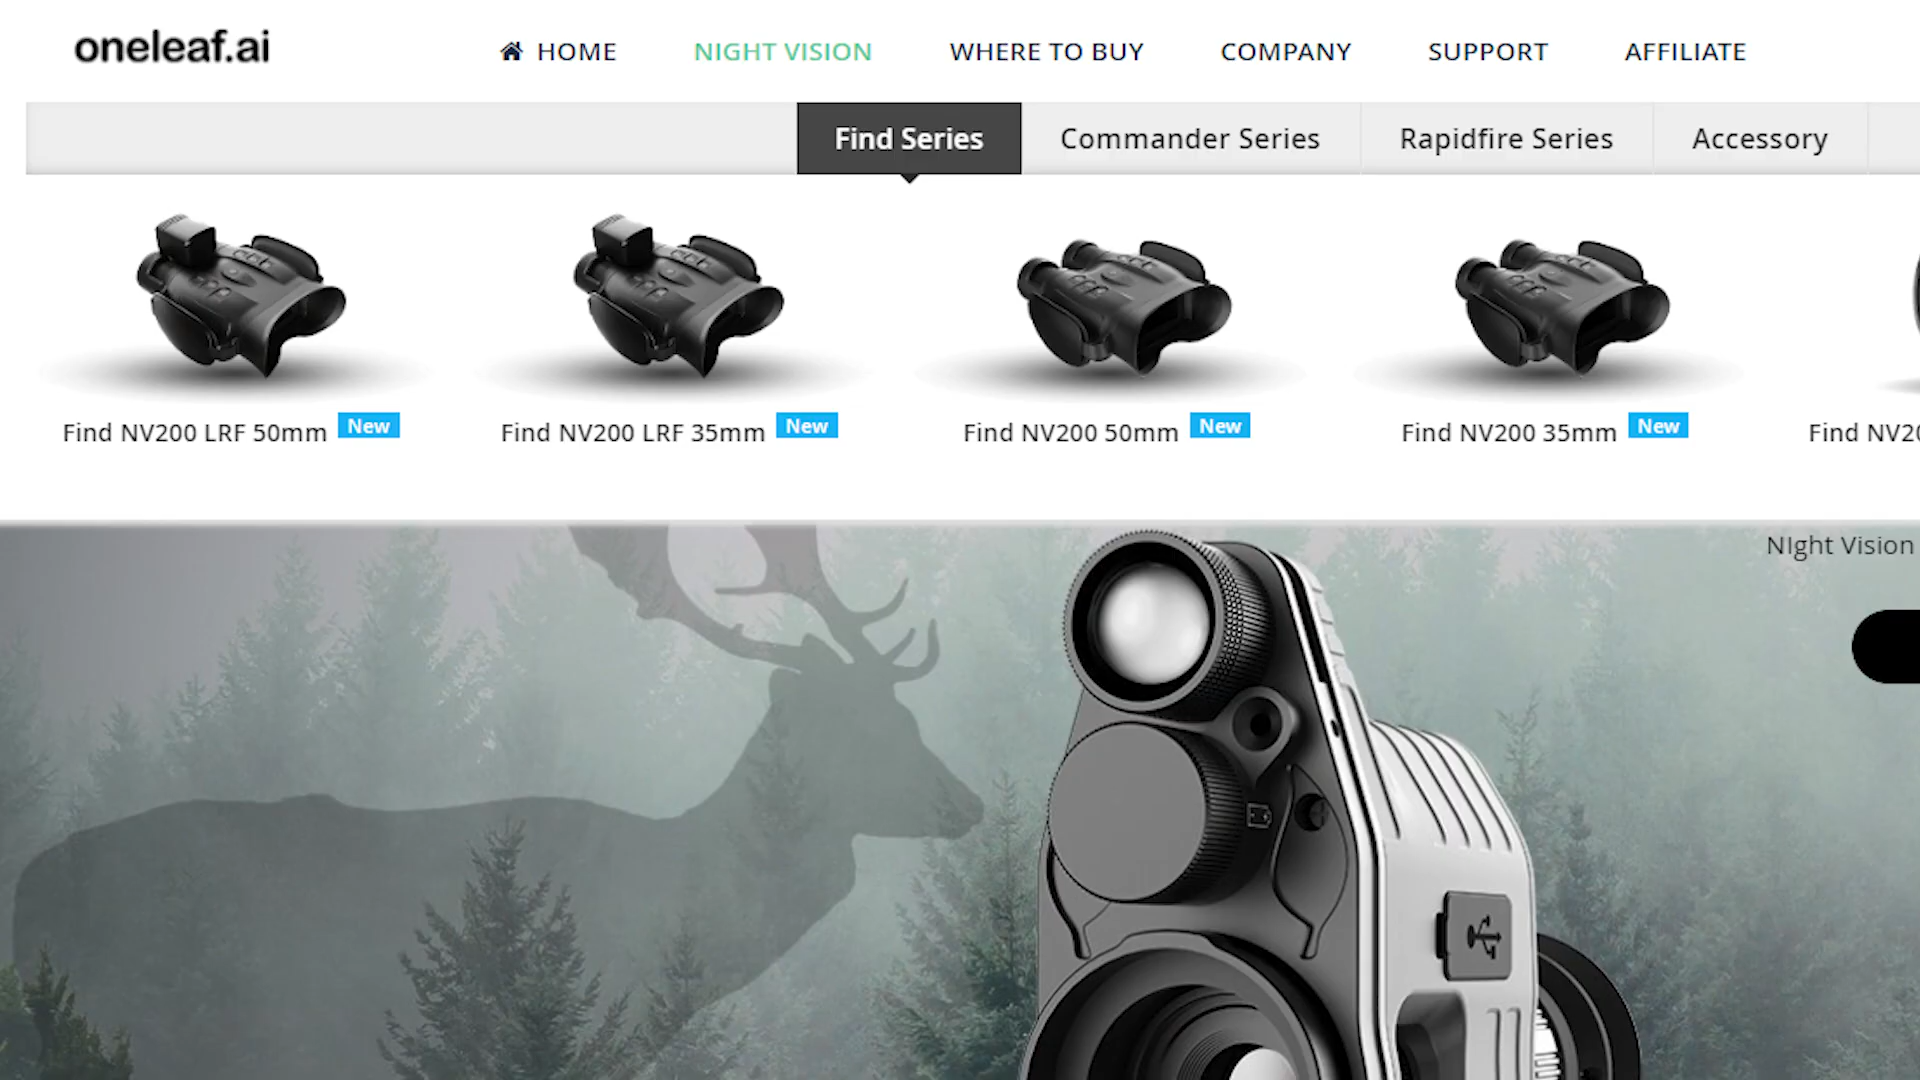 oneleaf.ai
HOME
NIGHT VISION
WHERE TO BUY
COMPANY
SUPPORT
AFFILIATE
Find Series
Commander Series
Rapidfire Series
Accessory
Find NV200 LRF 50mm New
Find NV200 LRF 35mm New
Find NV200 50mm New
Find NV200 35mm New
Find
NIght Vision